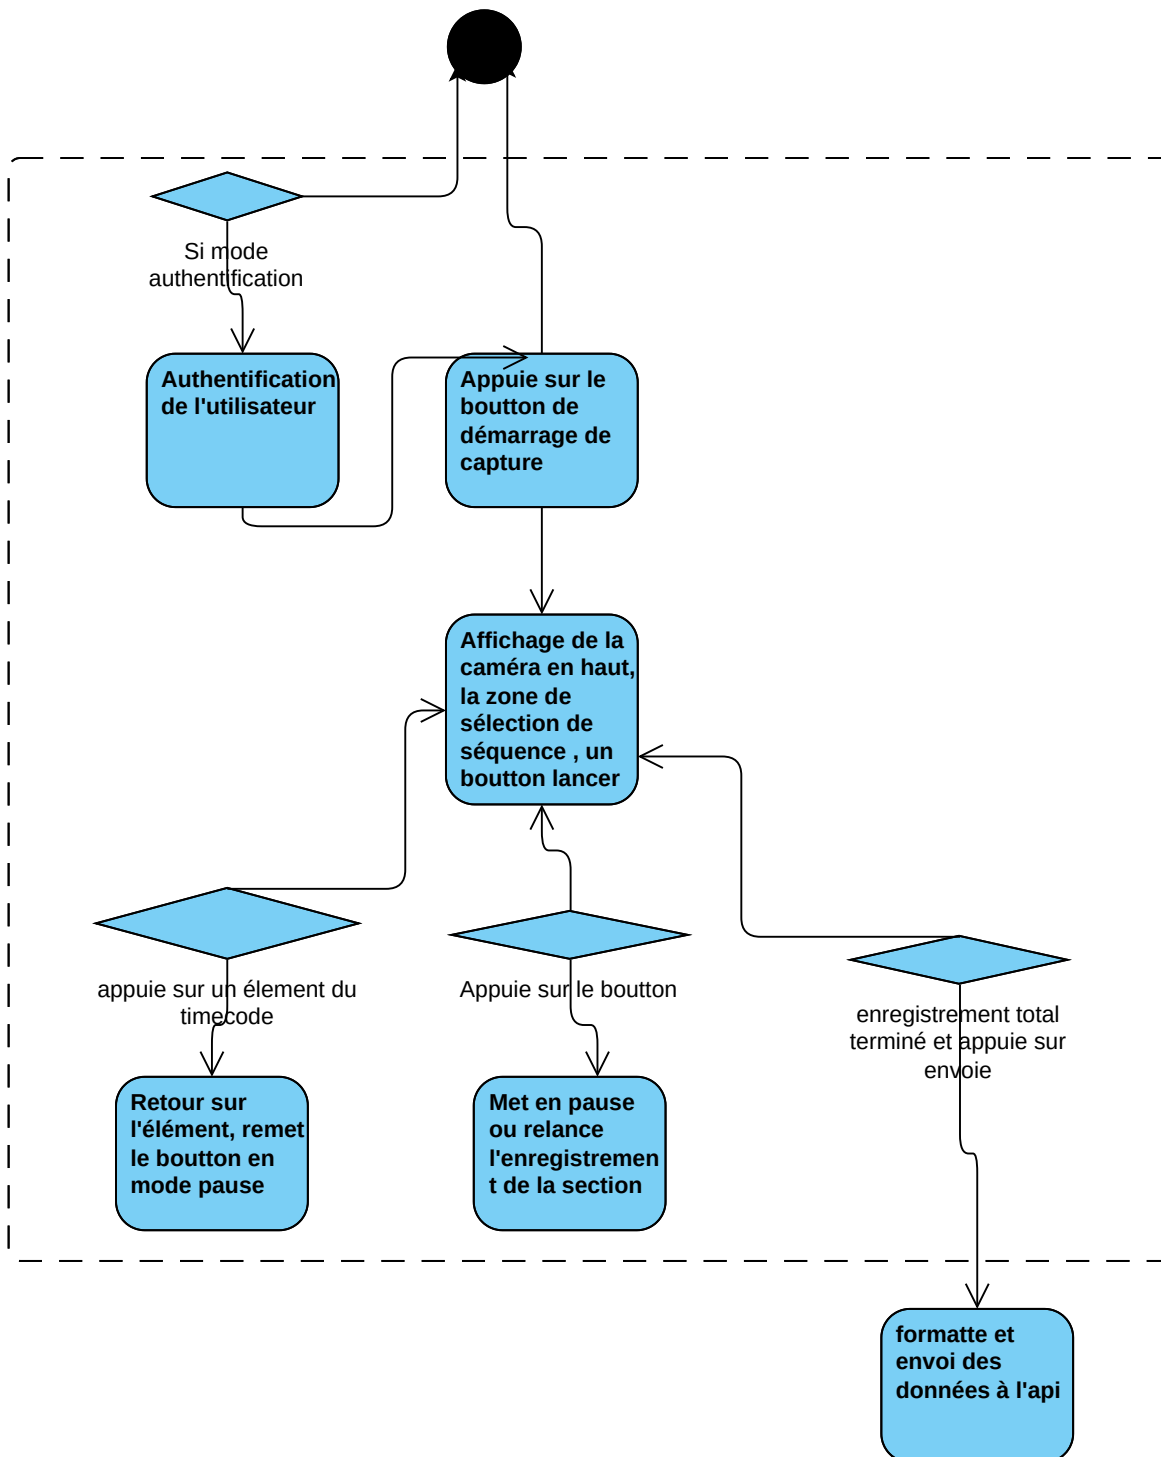 Si mode
authentification
Authentification
de l'utilisateur
Appuie sur le
boutton de
démarrage de
capture
Affichage de la
caméra en haut,
la zone de
sélection de
séquence , un
boutton lancer
appuie sur un élement du
timecode
Appuie sur le boutton
enregistrement total
terminé et appuie sur
envoie
Retour sur
l'élément, remet
le boutton en
mode pause
Met en pause
ou relance
l'enregistremen
t de la section
formatte et
envoi des
données à l'api